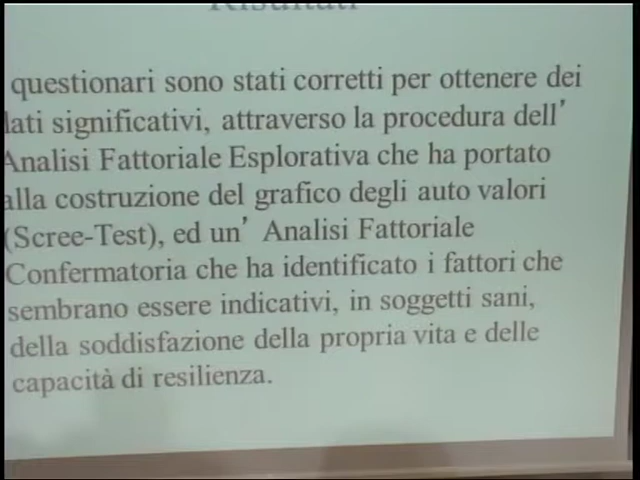 Risultati
questionari sono stati corretti per ottenere dei
lati significativi, attraverso la procedura dell'
Analisi Fattoriale Esplorativa che ha portato
alla costruzione del grafico degli auto valori
(Scree-Test), ed un' Analisi Fattoriale
Confermatoria che ha identificato i fattori che
sembrano essere indicativi, in soggetti sani,
della soddisfazione della propria vita e delle
capacità di resilienza.